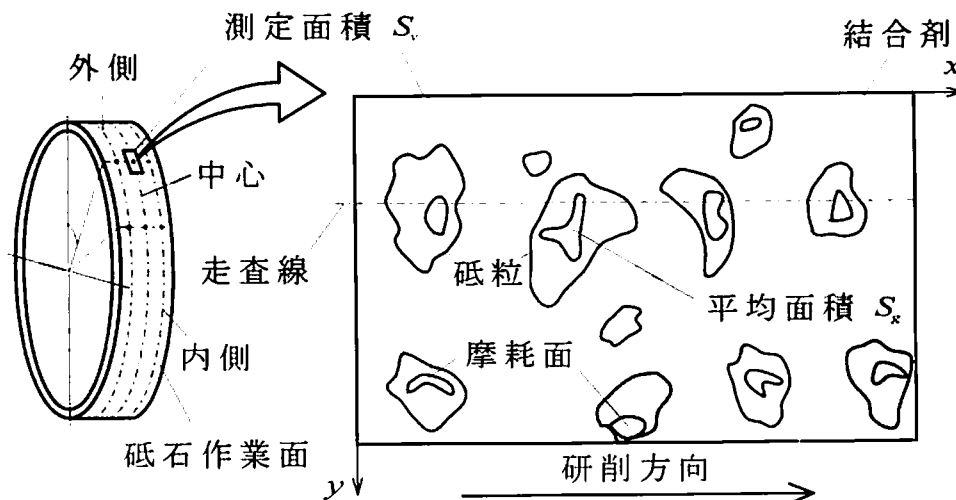 測定面積 Sᵥ
結合剤
外側
x
中心
走査線
砥粒
平均面積 S_g
内側
摩耗面
砥石作業面
研削方向
y